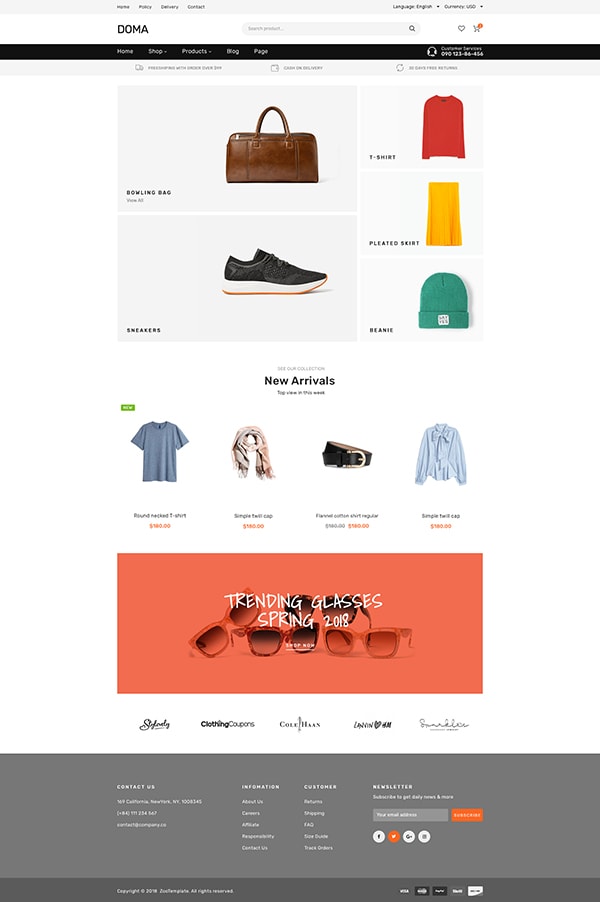 Home Policy Delivery Contact
Language: English Currency: USD
DOMA
Search product...
Home Shop Products Blog Page
Customer Services
090 123-86-456
FREESHIPING WITH ORDER OVER $99
CASH ON DELIVERY
30 DAYS FREE RETURNS
BOWLING BAG
View All
T-SHIRT
PLEATED SKIRT
SNEAKERS
BEANIE
SEE OUR COLLECTION
New Arrivals
Top view in this week
NEW
Round necked T-shirt
$180.00
Simple twill cap
$180.00
Flannel cotton shirt regular
$180.00 $180.00
Simple twill cap
$180.00
TRENDING GLASSES
SPRING 2018
SHOP NOW
Stylewely
ClothingCoupons
COLE HAAN
LANVIN H&M
Sparkles
CONTACT US
169 California, NewYork, NY, 1008345
(+84) 111 234 567
contact@company.co
INFOMATION
About Us
Careers
Affiliate
Responsibility
Contact Us
CUSTOMER
Returns
Shipping
FAQ
Size Guide
Track Orders
NEWSLETTER
Subscribe to get daily news & more
Your email address SUBSCRIBE
Copyright © 2018 ZooTemplate. All rights reserved.
VISA